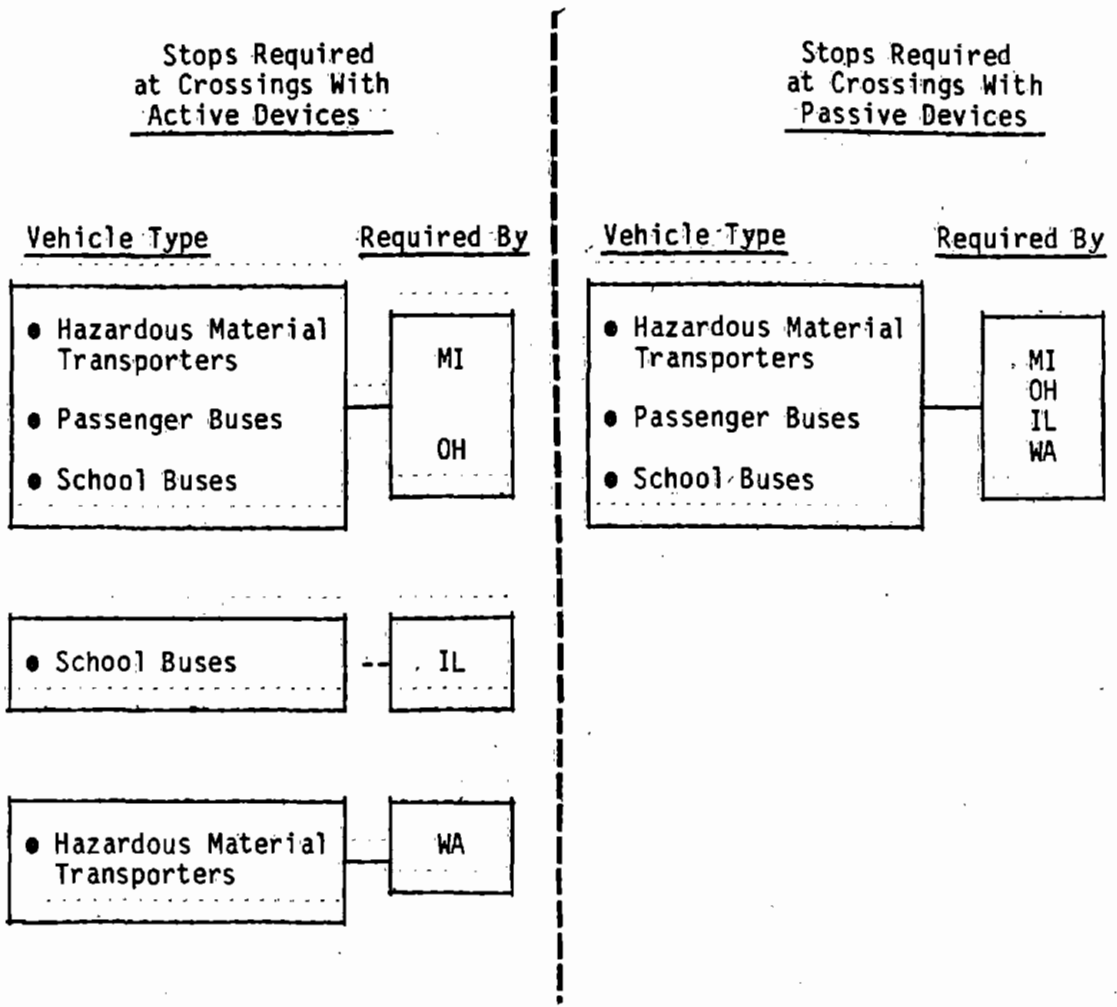 Stops Required
at Crossings With
Active Devices
Vehicle Type
Required By
● Hazardous Material
Transporters
● Passenger Buses
● School Buses
MI
OH
● School Buses
IL
● Hazardous Material
Transporters
WA
Stops Required
at Crossings With
Passive Devices
Vehicle Type
Required By
● Hazardous Material
Transporters
● Passenger Buses
● School Buses
MI
OH
IL
WA